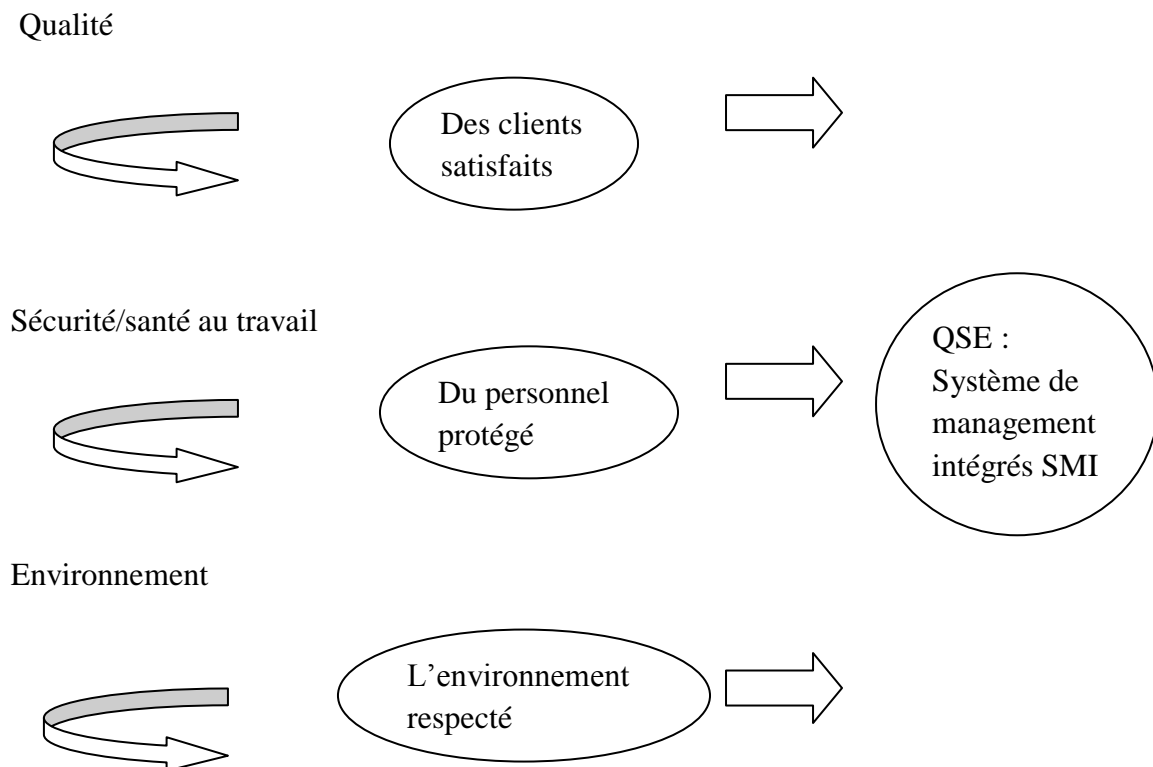 Qualité
Des clients
satisfaits
Sécurité/santé au travail
Du personnel
protégé
QSE :
Système de
management
intégrés SMI
Environnement
L’environnement
respecté